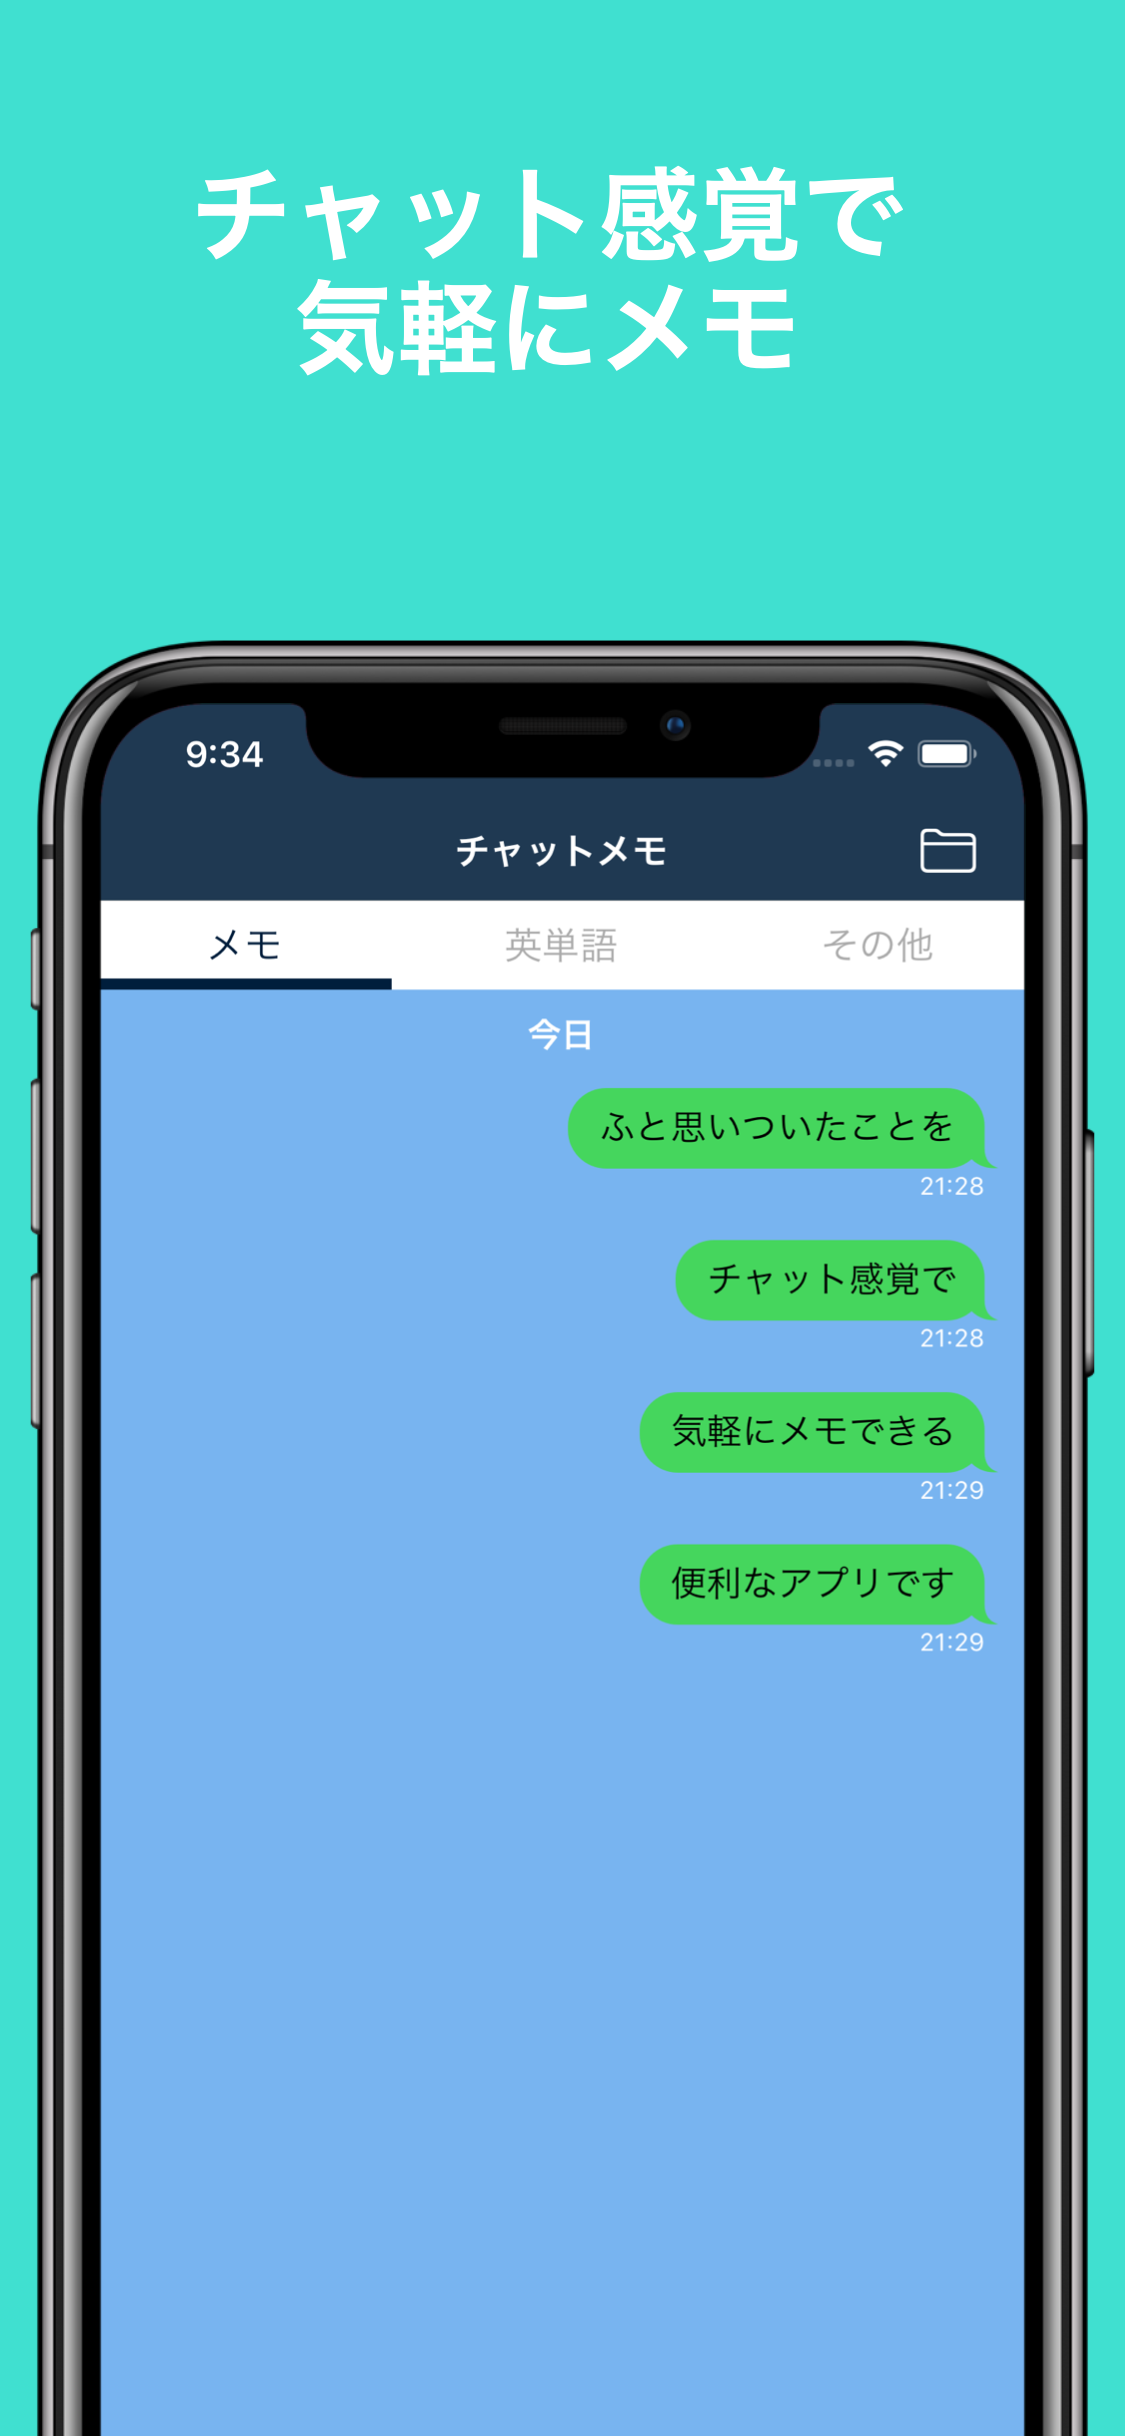 チャット感覚で
気軽にメモ
9:34
チャットメモ
メモ
英単語
その他
今日
ふと思いついたことを
21:28
チャット感覚で
21:28
気軽にメモできる
21:29
便利なアプリです
21:29